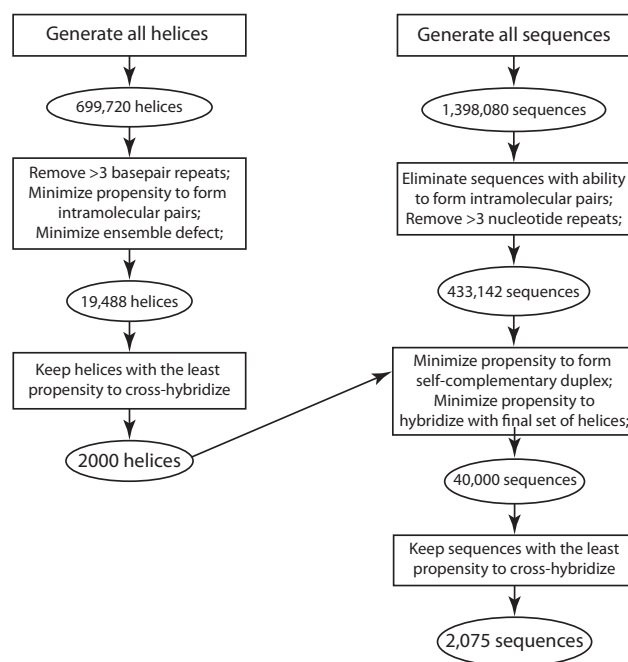 Generate all helices
699,720 helices
Remove >3 basepair repeats;
Minimize propensity to form
intramolecular pairs;
Minimize ensemble defect;
19,488 helices
Keep helices with the least
propensity to cross-hybridize
2000 helices
Generate all sequences
1,398,080 sequences
Eliminate sequences with ability
to form intramolecular pairs;
Remove >3 nucleotide repeats;
433,142 sequences
Minimize propensity to form
self-complementary duplex;
Minimize propensity to
hybridize with final set of helices;
40,000 sequences
Keep sequences with the least
propensity to cross-hybridize
2,075 sequences